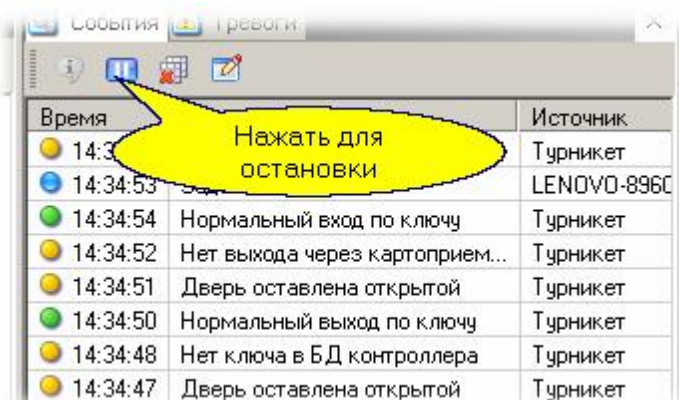 События Тревоги
Время Источник
Нажать для
остановки
14:3 Турникет
14:34:53 LENOVO-8960
14:34:54 Нормальный вход по ключу Турникет
14:34:52 Нет выхода через картоприем... Турникет
14:34:51 Дверь оставлена открытой Турникет
14:34:50 Нормальный выход по ключу Турникет
14:34:48 Нет ключа в БД контроллера Турникет
14:34:47 Дверь оставлена открытой Турникет